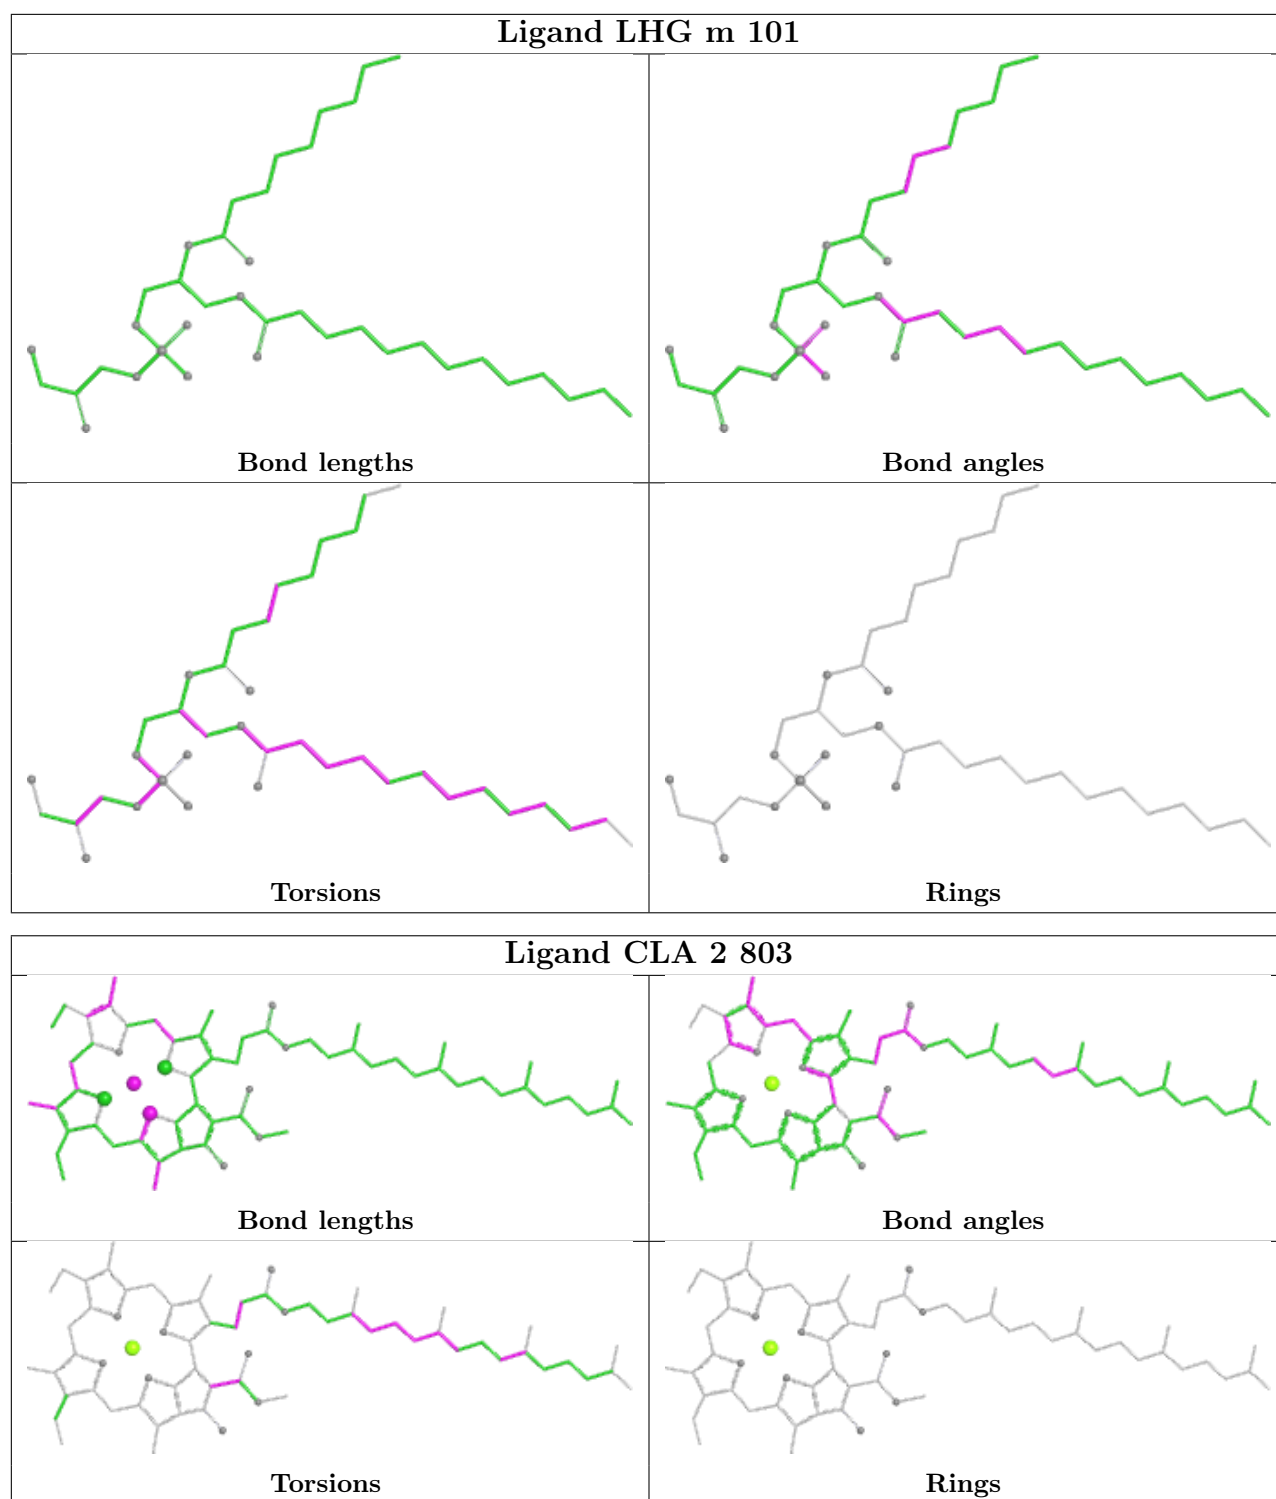 Ligand LHG m 101
Bond lengths
Bond angles
Torsions
Rings
Ligand CLA 2 803
Bond lengths
Bond angles
Torsions
Rings